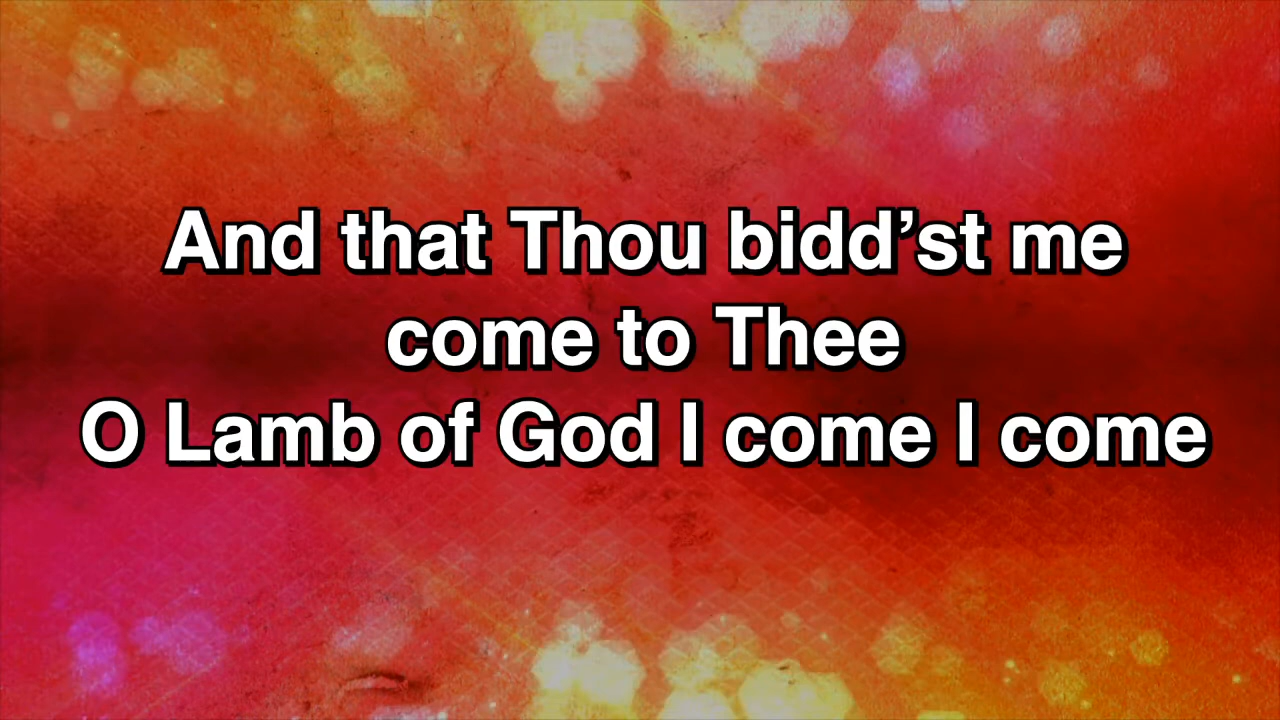 And that Thou bidd’st me
come to Thee
O Lamb of God I come I come